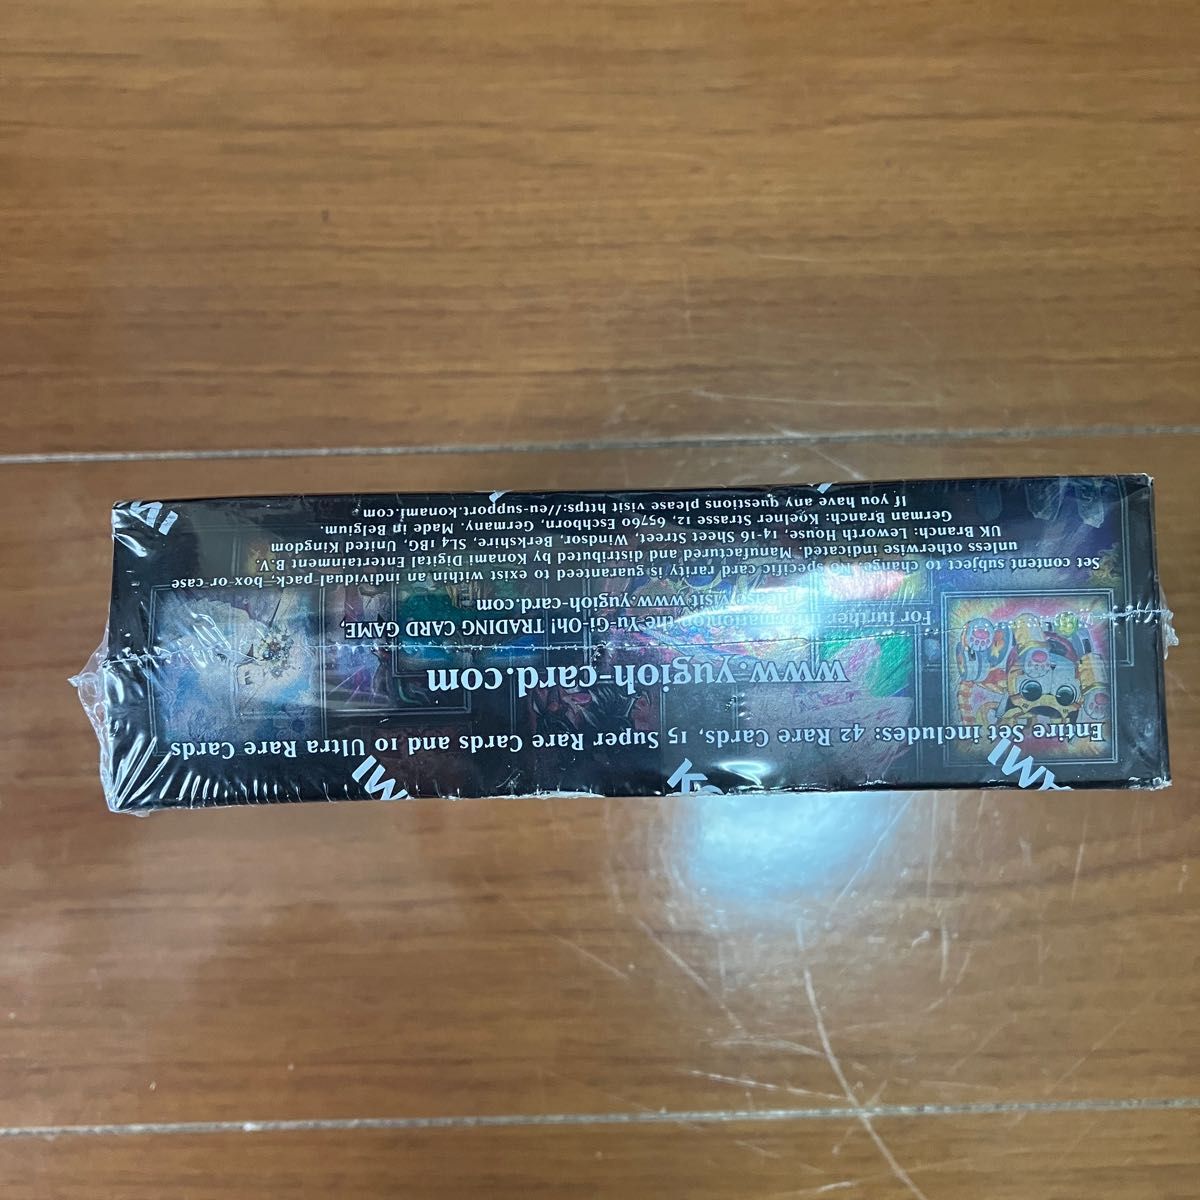 Entire Set includes: 42 Rare Cards, 15 Super Rare Cards and 10 Ultra Rare Cards
www.yugioh-card.com
For further information on the Yu-Gi-Oh! TRADING CARD GAME,
please visit www.yugioh-card.com
Set content subject to change. No specific card rarity is guaranteed to exist within an individual pack, box or case
unless otherwise indicated. Manufactured and distributed by Konami Digital Entertainment B.V.
UK Branch: Leworth House, 14-16 Sheet Street, Windsor, Berkshire, SL4 1BG, United Kingdom
German Branch: Koelner Strasse 12, 65760 Eschborn, Germany. Made in Belgium.
If you have any questions please visit https://eu-support.konami.com.